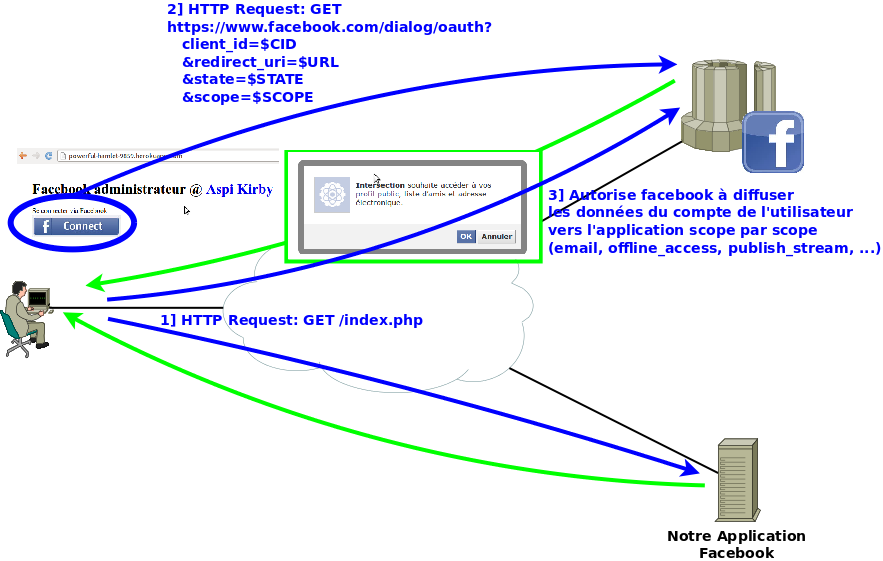 2] HTTP Request: GET
https://www.facebook.com/dialog/oauth?
client_id=$CID
&redirect_uri=$URL
&state=$STATE
&scope=$SCOPE
powerful-hamlet-9859.herokuapp.com
Facebook administrateur @ Aspi Kirby
Se connecter via Facebook
f Connect
Intersection souhaite accéder à vos
profil public, liste d'amis et adresse
électronique.
OK Annuler
f
3] Autorise facebook à diffuser
les données du compte de l'utilisateur
vers l'application scope par scope
(email, offline_access, publish_stream, ...)
1] HTTP Request: GET /index.php
Notre Application
Facebook